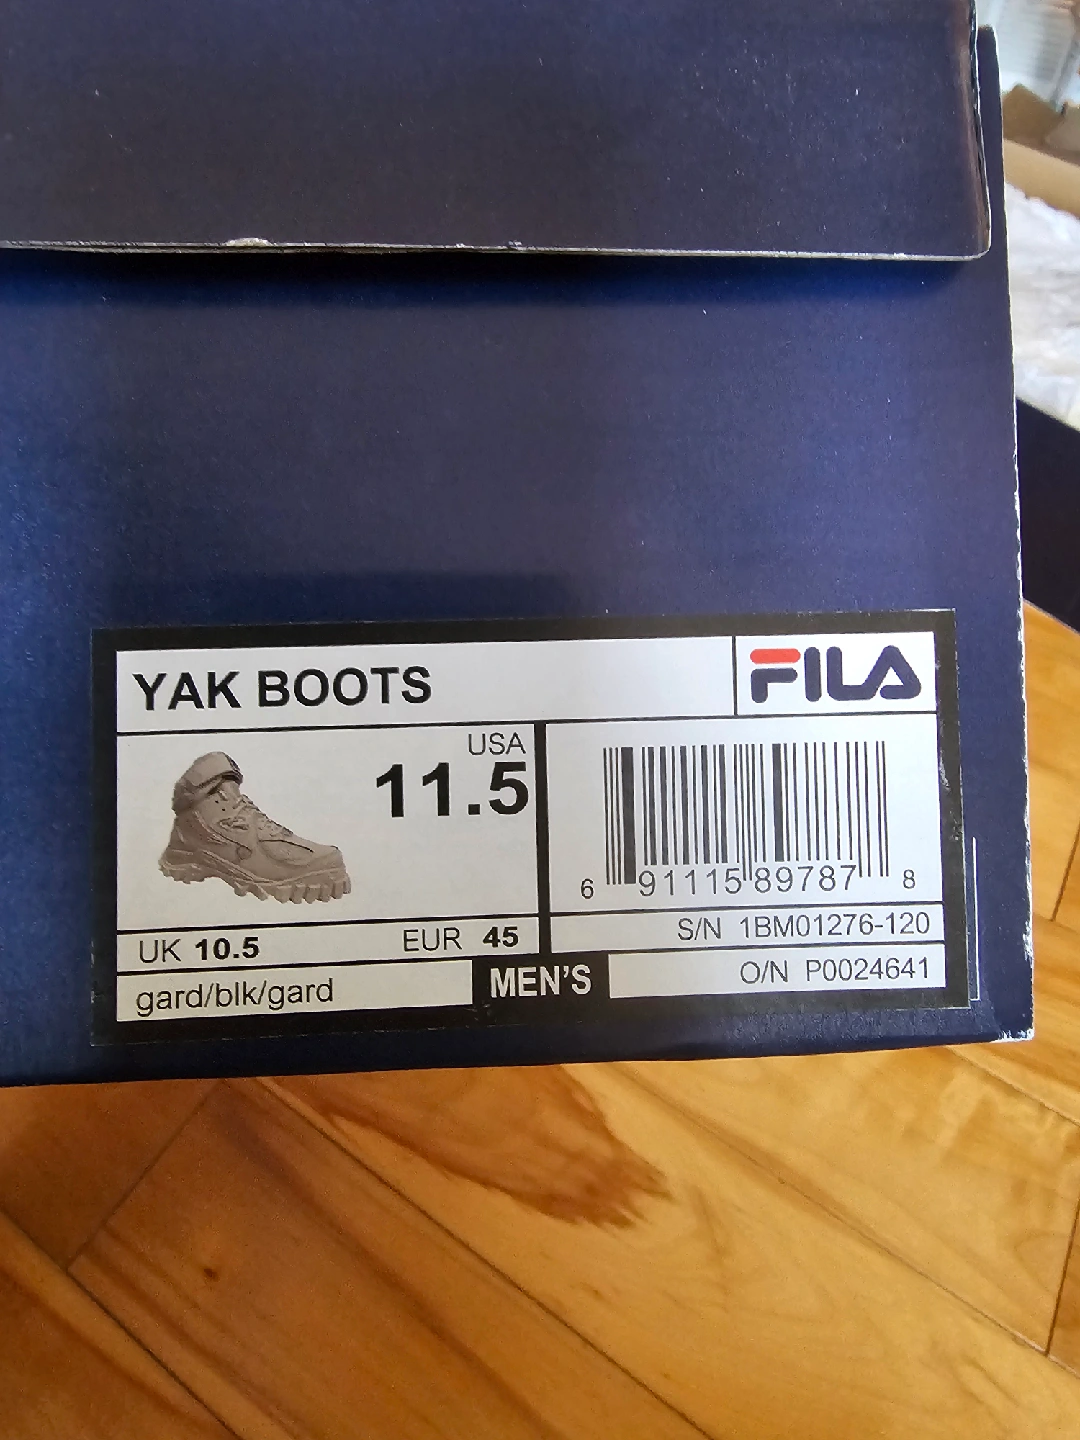 YAK BOOTS
FILA
USA
11.5
6 91115 89787 8
UK 10.5 EUR 45
S/N 1BM01276-120
gard/blk/gard
MEN'S
O/N P0024641